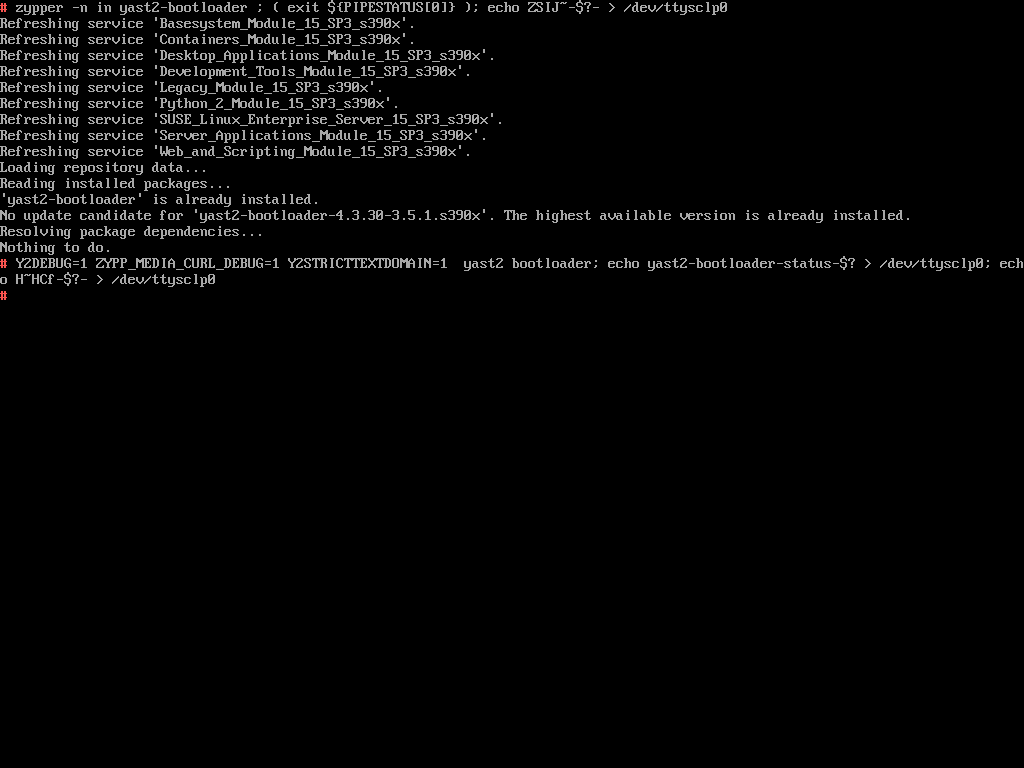 # zypper -n in yast2-bootloader ; ( exit ${PIPESTATUS[0]} ); echo ZSIJ~-$?- > /dev/ttysclp0
Refreshing service 'Basesystem_Module_15_SP3_s390x'.
Refreshing service 'Containers_Module_15_SP3_s390x'.
Refreshing service 'Desktop_Applications_Module_15_SP3_s390x'.
Refreshing service 'Development_Tools_Module_15_SP3_s390x'.
Refreshing service 'Legacy_Module_15_SP3_s390x'.
Refreshing service 'Python_2_Module_15_SP3_s390x'.
Refreshing service 'SUSE_Linux_Enterprise_Server_15_SP3_s390x'.
Refreshing service 'Server_Applications_Module_15_SP3_s390x'.
Refreshing service 'Web_and_Scripting_Module_15_SP3_s390x'.
Loading repository data...
Reading installed packages...
'yast2-bootloader' is already installed.
No update candidate for 'yast2-bootloader-4.3.30-3.5.1.s390x'. The highest available version is already installed.
Resolving package dependencies...
Nothing to do.
# Y2DEBUG=1 ZYPP_MEDIA_CURL_DEBUG=1 Y2STRICTTEXTDOMAIN=1  yast2 bootloader; echo yast2-bootloader-status-$? > /dev/ttysclp0; ech
o H~HCf-$?- > /dev/ttysclp0
#